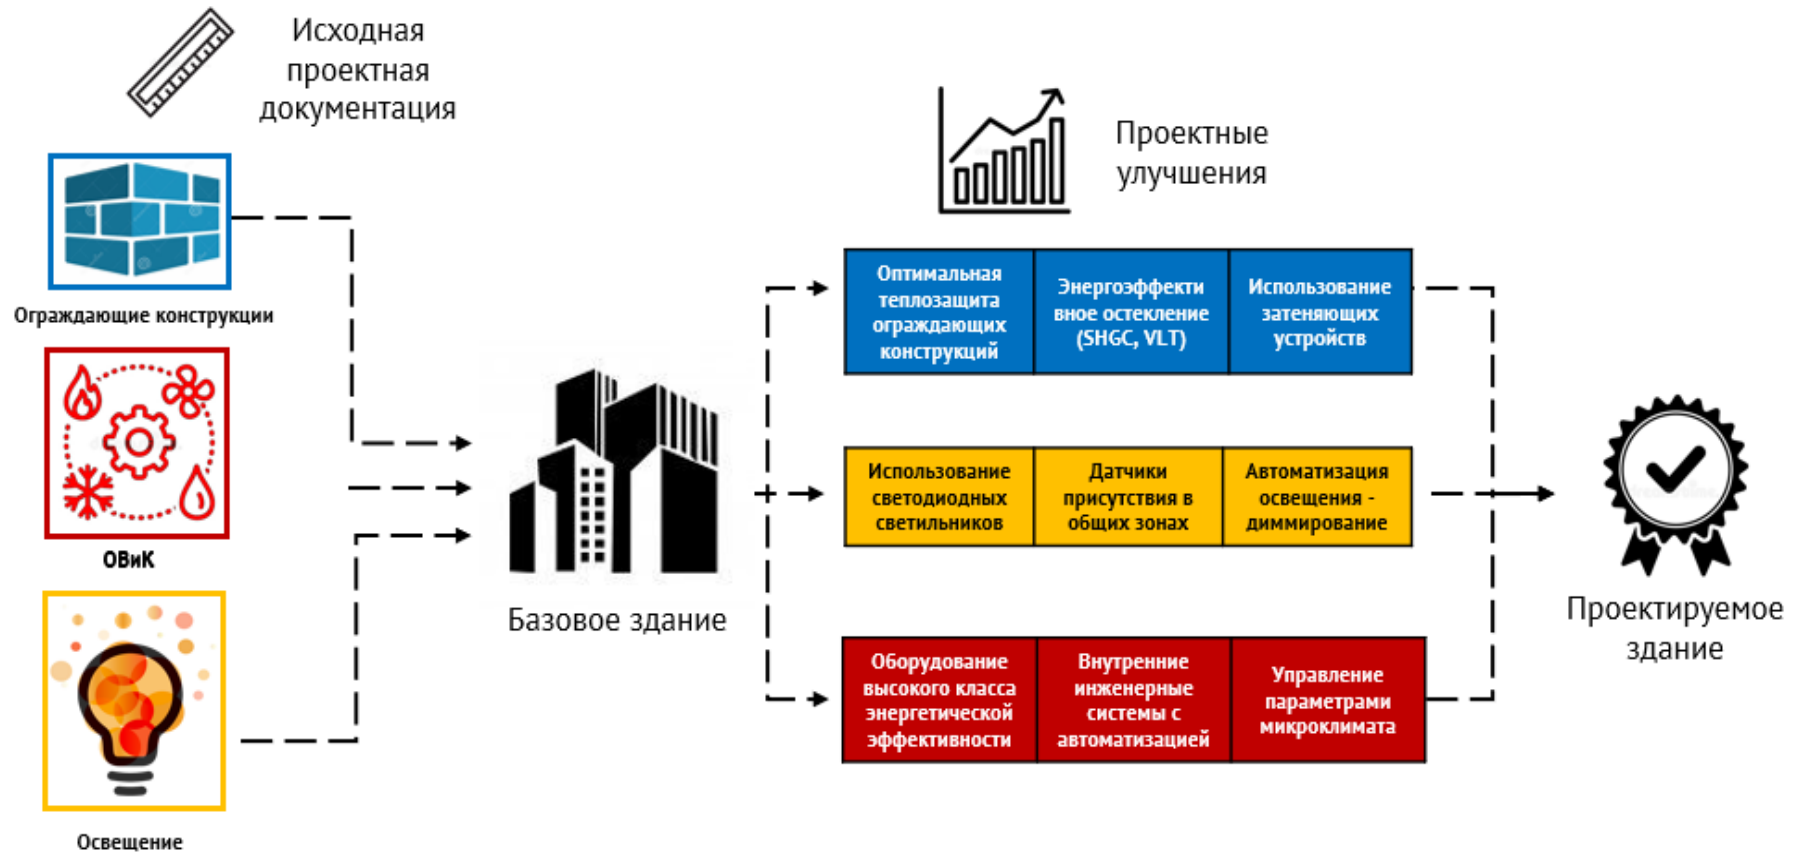 Исходная
проектная
документация
Ограждающие конструкции
ОВиК
Освещение
Базовое здание
Проектные
улучшения
Оптимальная
теплозащита
ограждающих
конструкций
Энергоэффекти
вное остекление
(SHGC, VLT)
Использование
затеняющих
устройств
Использование
светодиодных
светильников
Датчики
присутствия в
общих зонах
Автоматизация
освещения -
диммирование
Оборудование
высокого класса
энергетической
эффективности
Внутренние
инженерные
системы с
автоматизацией
Управление
параметрами
микроклимата
Проектируемое
здание